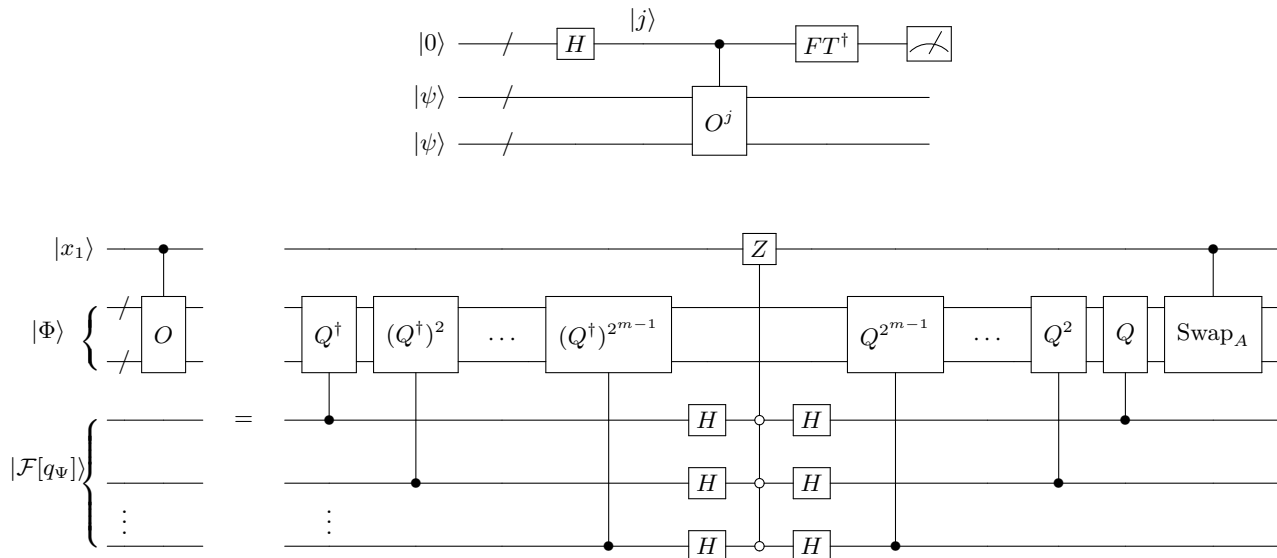 |j⟩
|0⟩ H FT†
|ψ⟩
|ψ⟩ O^j
|x₁⟩ Z
|Φ⟩ { O Q† (Q†)² … (Q†)^{2^{m−1}} Q^{2^{m−1}} … Q² Q Swap_A
= H H
|𝓕[q_Ψ]⟩ { H H
⋮ ⋮
H H